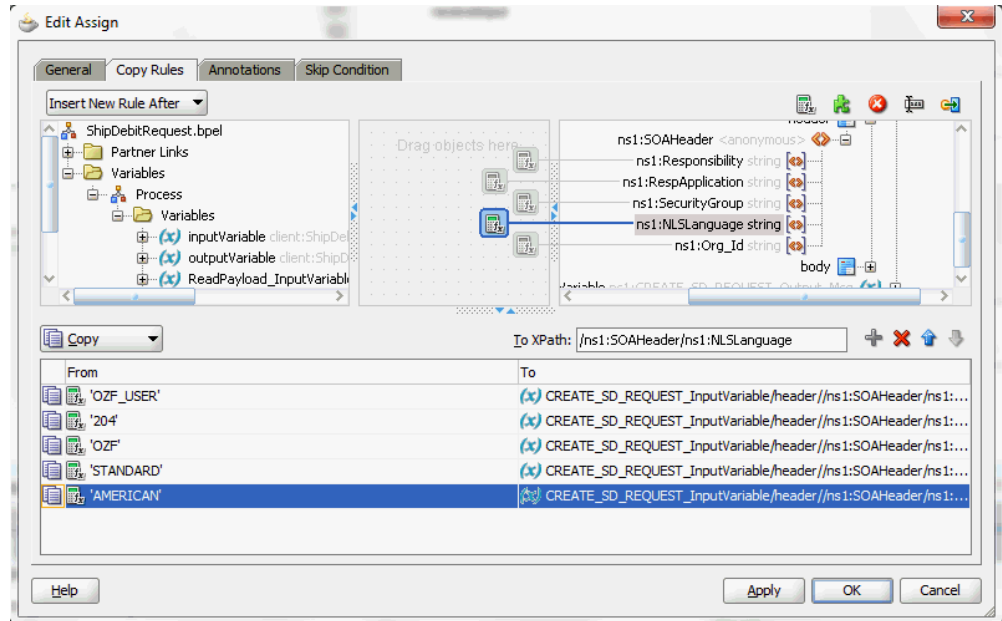 Edit Assign
General
Copy Rules
Annotations
Skip Condition
Insert New Rule After
ShipDebitRequest.bpel
Partner Links
Variables
Process
Variables
inputVariable client:ShipDe
outputVariable client:ShipD
ReadPayload_InputVariabl
Drag objects here
ns1:SOAHeader <anonymous>
ns1:Responsibility string
ns1:RespApplication string
ns1:SecurityGroup string
ns1:NLSLanguage string
ns1:Org_Id string
body
Copy
To XPath: /ns1:SOAHeader/ns1:NLSLanguage
From To
'OZF_USER' CREATE_SD_REQUEST_InputVariable/header//ns1:SOAHeader/ns1:...
'204' CREATE_SD_REQUEST_InputVariable/header//ns1:SOAHeader/ns1:...
'OZF' CREATE_SD_REQUEST_InputVariable/header//ns1:SOAHeader/ns1:...
'STANDARD' CREATE_SD_REQUEST_InputVariable/header//ns1:SOAHeader/ns1:...
'AMERICAN' CREATE_SD_REQUEST_InputVariable/header//ns1:SOAHeader/ns1:...
Help
Apply
OK
Cancel